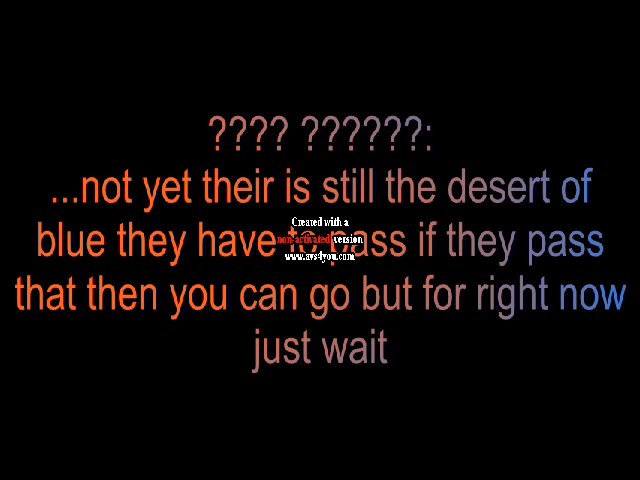 ???? ??????:
...not yet their is still the desert of
blue they have to pass if they pass
that then you can go but for right now
just wait
Created with a
non-activated version
www.avs4you.com